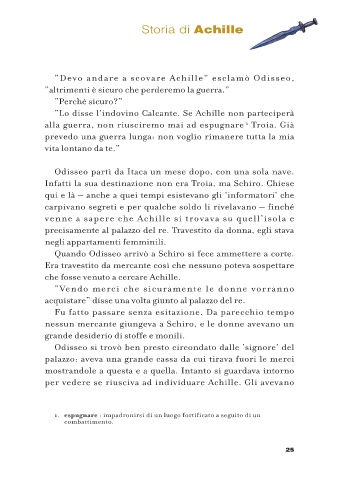 Storia di Achille
"Devo andare a scovare Achille" esclamò Odisseo,
"altrimenti è sicuro che perderemo la guerra."
"Perché sicuro?"
"Lo disse l'indovino Calcante. Se Achille non parteciperà
alla guerra, non riusciremo mai ad espugnare¹ Troia. Già
prevedo una guerra lunga: non voglio rimanere tutta la mia
vita lontano da te."
Odisseo partì da Itaca un mese dopo, con una sola nave.
Infatti la sua destinazione non era Troia, ma Schiro. Chiese
qui e là – anche a quei tempi esistevano gli 'informatori' che
carpivano segreti e per qualche soldo li rivelavano – finché
venne a sapere che Achille si trovava su quell'isola e
precisamente al palazzo del re. Travestito da donna, egli stava
negli appartamenti femminili.
Quando Odisseo arrivò a Schiro si fece ammettere a corte.
Era travestito da mercante così che nessuno poteva sospettare
che fosse venuto a cercare Achille.
"Vendo merci che sicuramente le donne vorranno
acquistare" disse una volta giunto al palazzo del re.
Fu fatto passare senza esitazione. Da parecchio tempo
nessun mercante giungeva a Schiro, e le donne avevano un
grande desiderio di stoffe e monili.
Odisseo si trovò ben presto circondato dalle 'signore' del
palazzo: aveva una grande cassa da cui tirava fuori le merci
mostrandole a questa e a quella. Intanto si guardava intorno
per vedere se riusciva ad individuare Achille. Gli avevano
1. espugnare : impadronirsi di un luogo fortificato a seguito di un
combattimento.
25